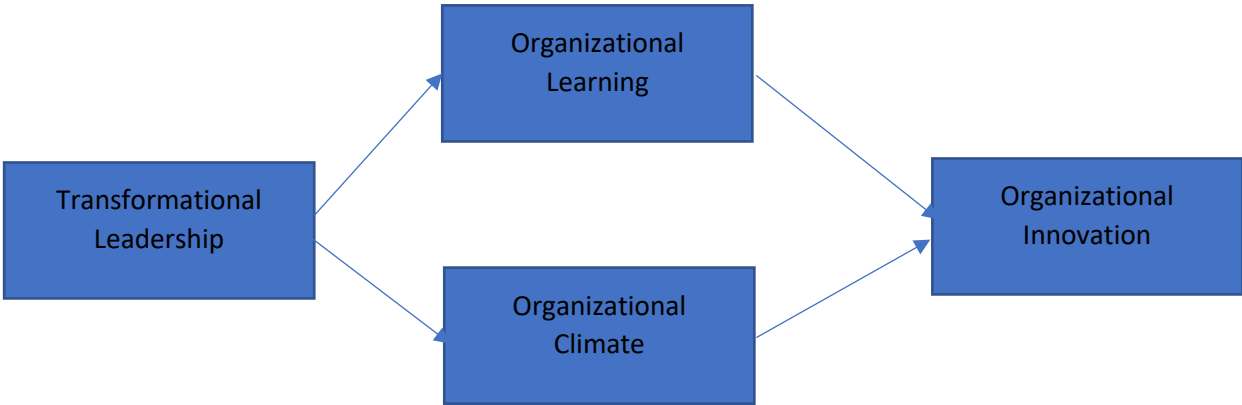 Organizational
Learning
Transformational
Leadership
Organizational
Innovation
Organizational
Climate